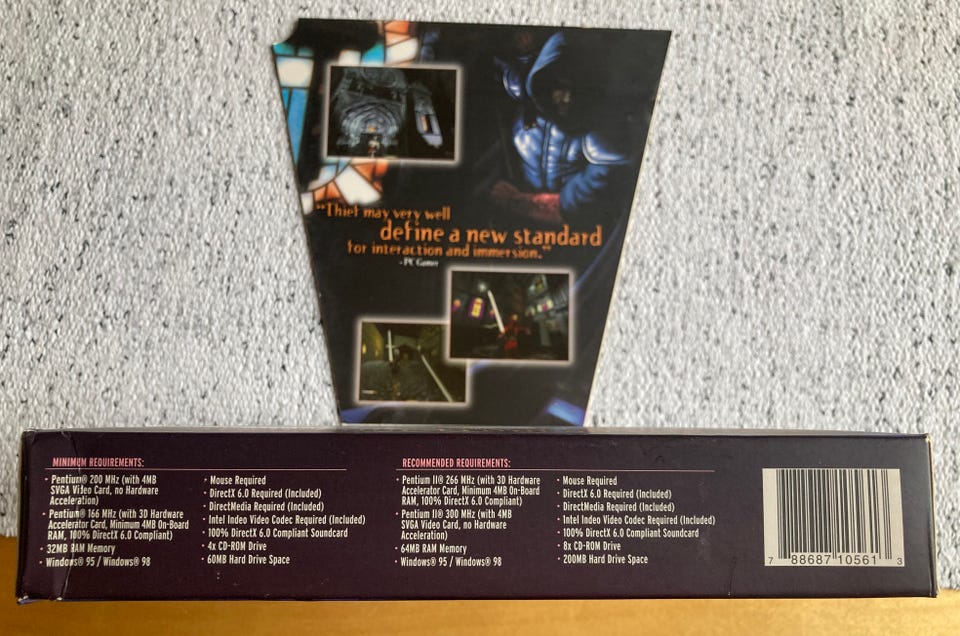 “Thief may very well
define a new standard
for interaction and immersion.”
- PC Gamer
MINIMUM REQUIREMENTS:
· Pentium® 200 MHz (with 4MB
SVGA Video Card, no Hardware
Acceleration)
· Pentium® 166 MHz (with 3D Hardware
Accelerator Card, Minimum 4MB On-Board
RAM, 100% DirectX 6.0 Compliant)
· 32MB RAM Memory
· Windows® 95 / Windows® 98
· Mouse Required
· DirectX 6.0 Required (Included)
· DirectMedia Required (Included)
· Intel Indeo Video Codec Required (Included)
· 100% DirectX 6.0 Compliant Soundcard
· 4x CD-ROM Drive
· 60MB Hard Drive Space
RECOMMENDED REQUIREMENTS:
· Pentium II® 266 MHz (with 3D Hardware
Accelerator Card, Minimum 4MB On-Board
RAM, 100% DirectX 6.0 Compliant)
· Pentium II® 300 MHz (with 4MB
SVGA Video Card, no Hardware
Acceleration)
· 64MB RAM Memory
· Windows® 95 / Windows® 98
· Mouse Required
· DirectX 6.0 Required (Included)
· DirectMedia Required (Included)
· Intel Indeo Video Codec Required (Included)
· 100% DirectX 6.0 Compliant Soundcard
· 8x CD-ROM Drive
· 200MB Hard Drive Space
7 88687 10561 3